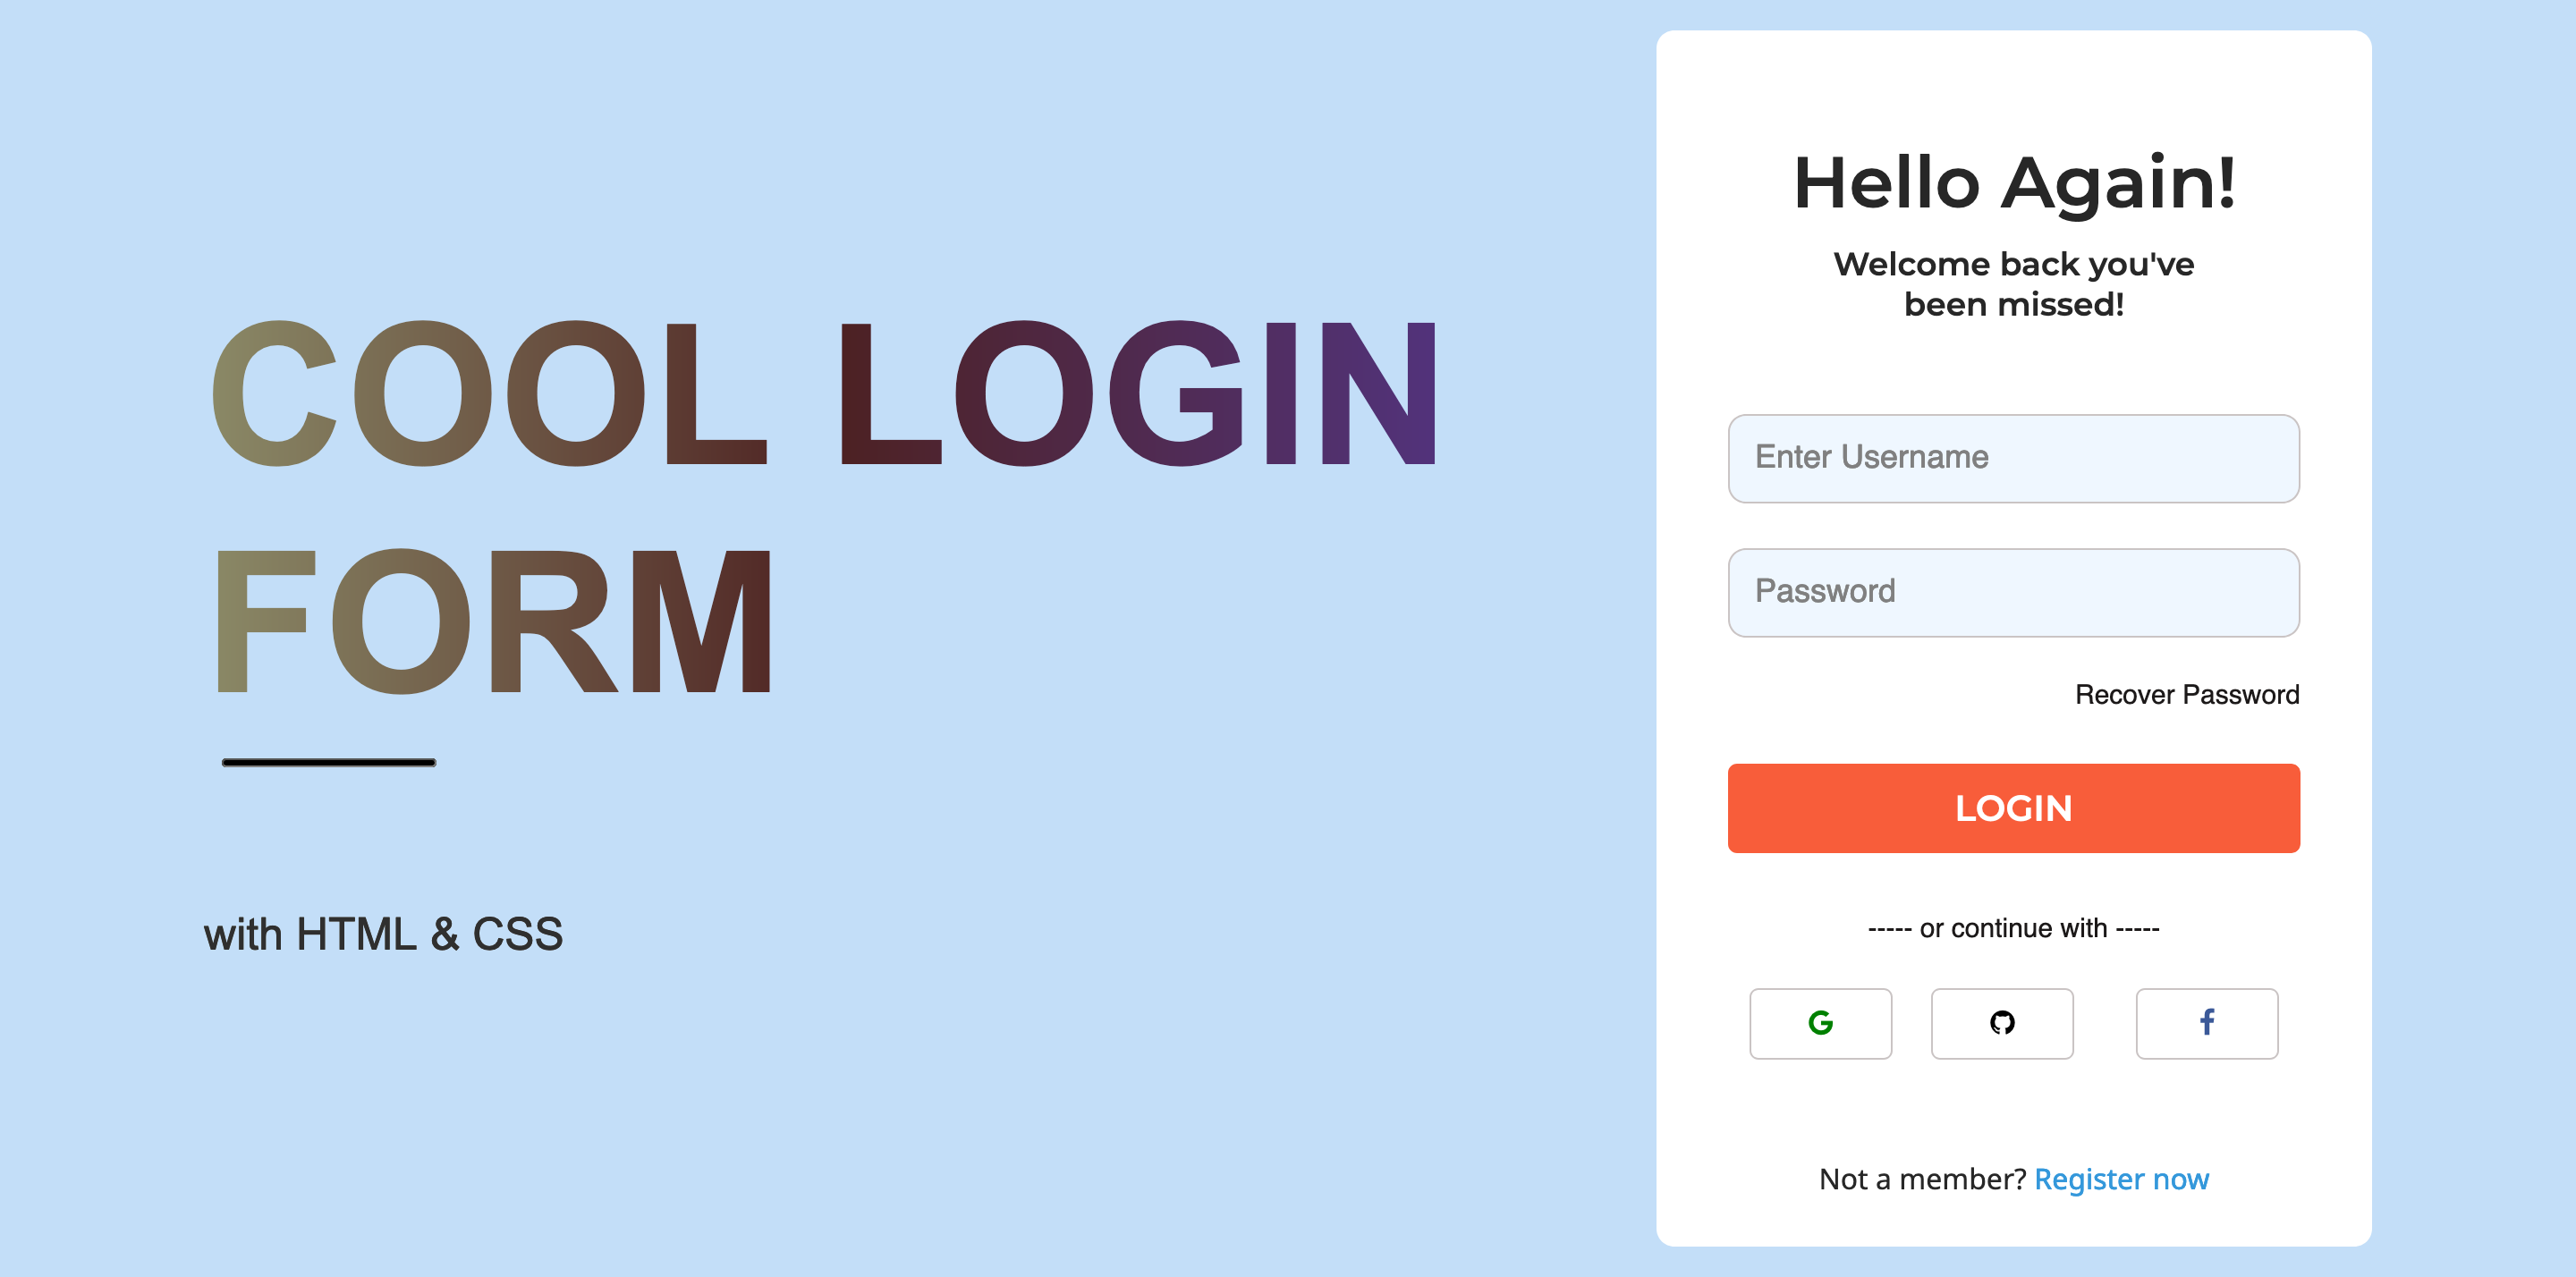 COOL LOGIN
FORM
with HTML & CSS
Hello Again!
Welcome back you've
been missed!
Enter Username
Password
Recover Password
LOGIN
----- or continue with -----
Not a member? Register now